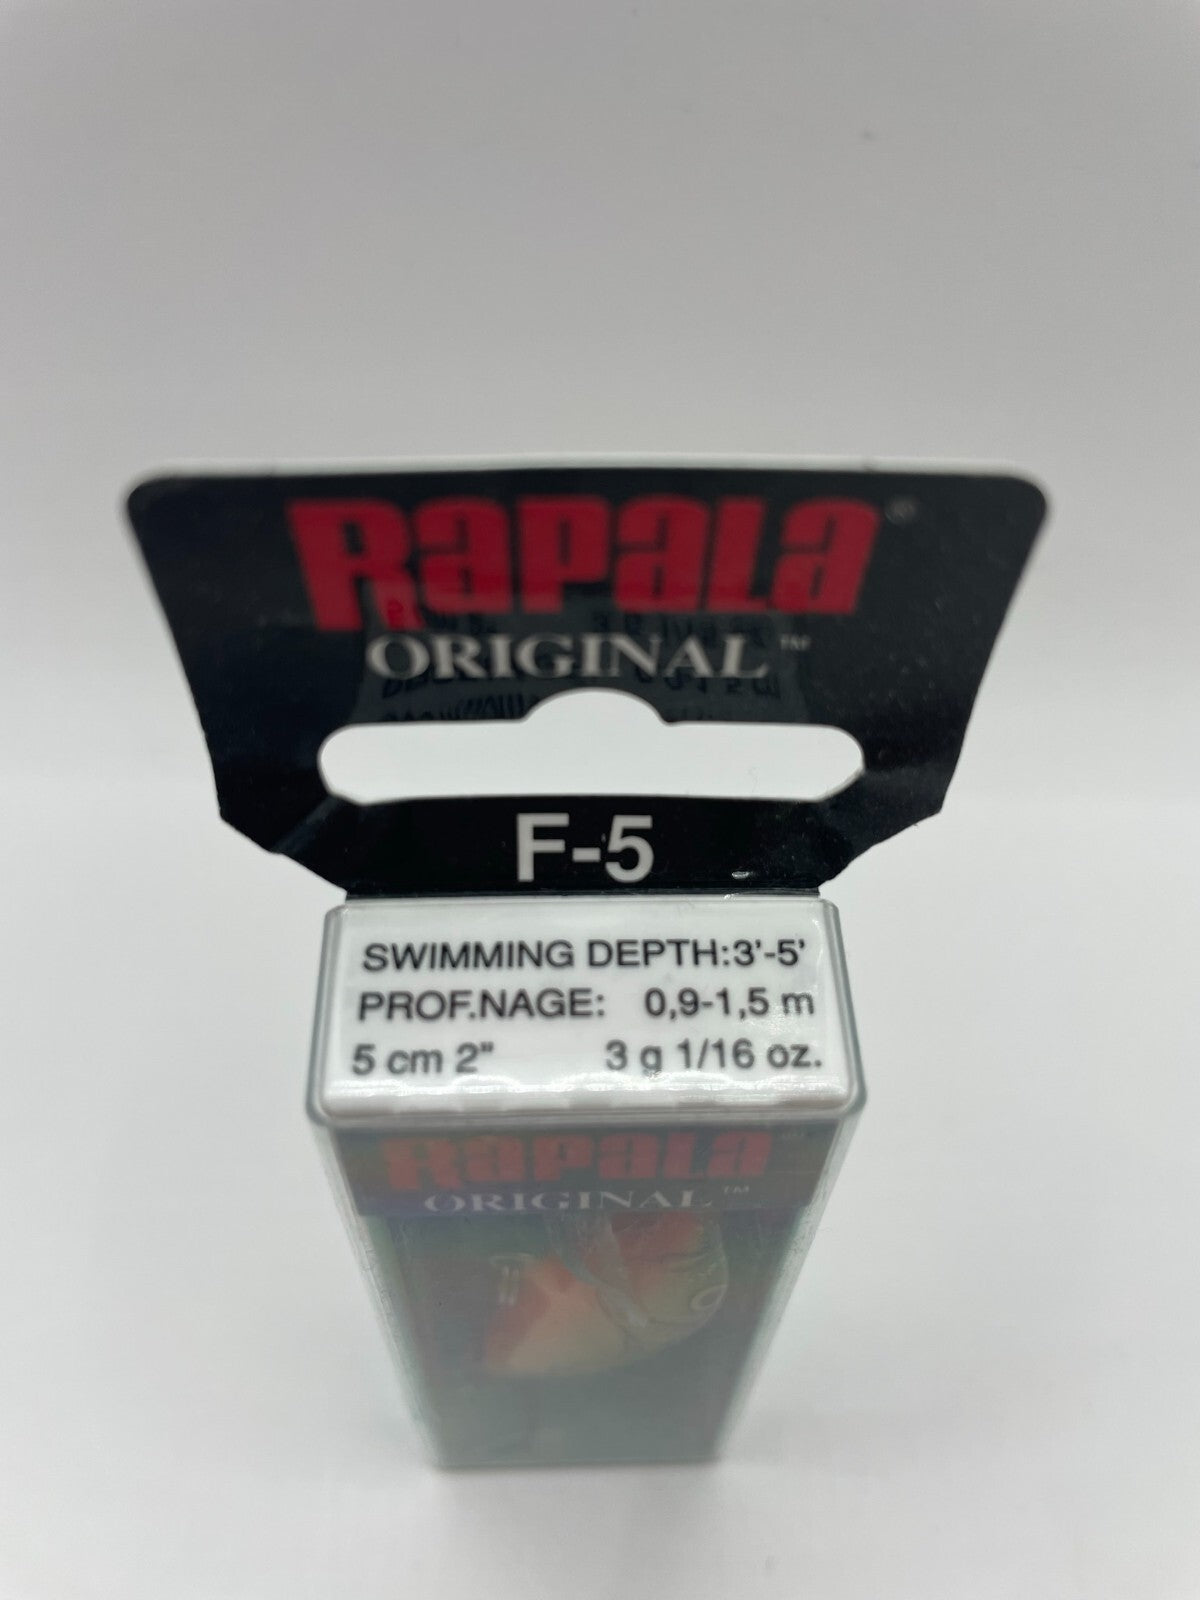 RAPALA®
ORIGINAL™
F-5
SWIMMING DEPTH:3'-5'
PROF.NAGE: 0,9-1,5 m
5 cm 2" 3 g 1/16 oz.
RAPALA
ORIGINAL™